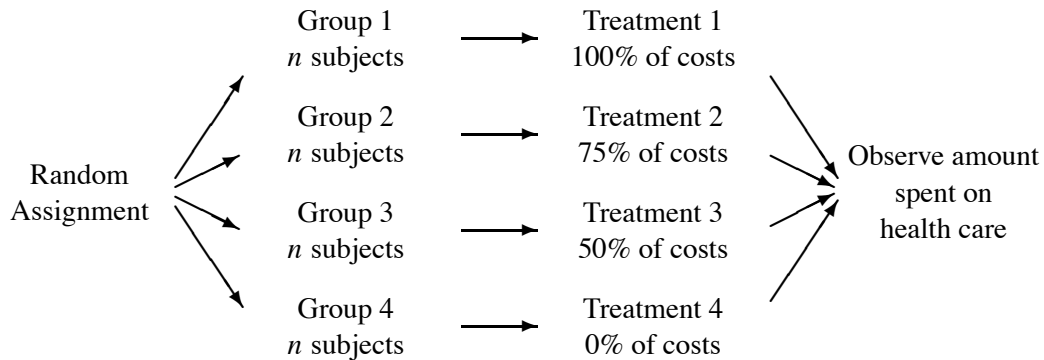 Random
Assignment
Group 1
n subjects
Treatment 1
100% of costs
Group 2
n subjects
Treatment 2
75% of costs
Group 3
n subjects
Treatment 3
50% of costs
Group 4
n subjects
Treatment 4
0% of costs
Observe amount
spent on
health care